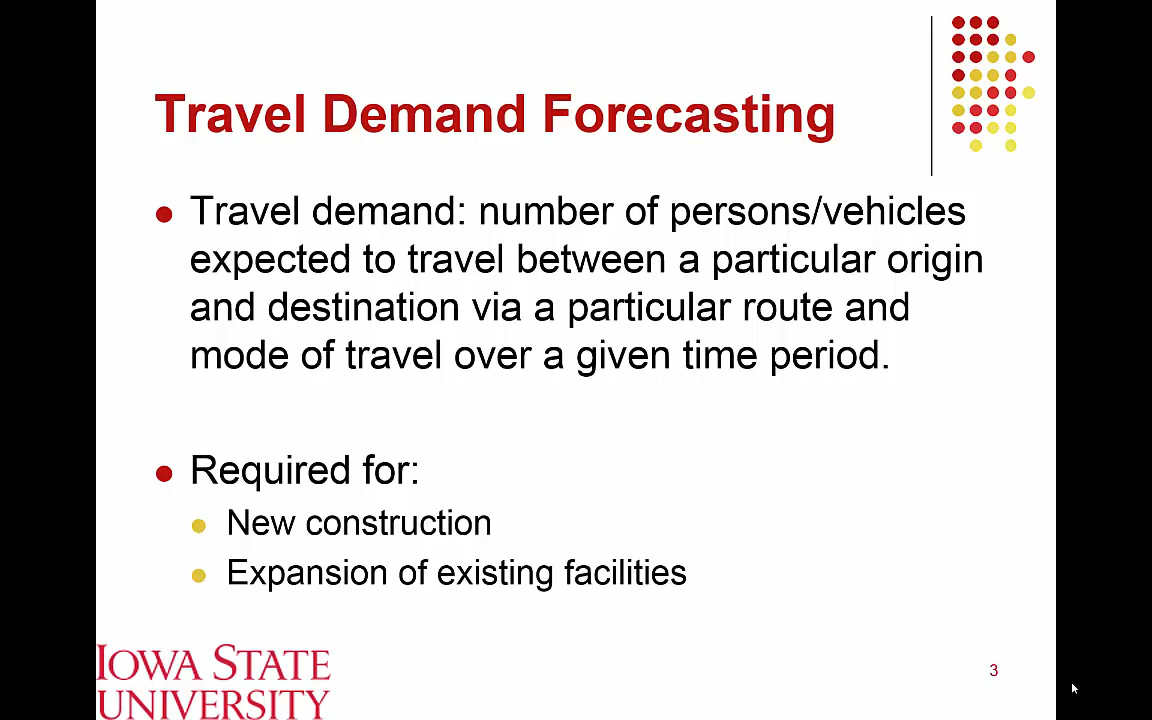 Travel Demand Forecasting
Travel demand: number of persons/vehicles
expected to travel between a particular origin
and destination via a particular route and
mode of travel over a given time period.
Required for:
New construction
Expansion of existing facilities
IOWA STATE
UNIVERSITY
3